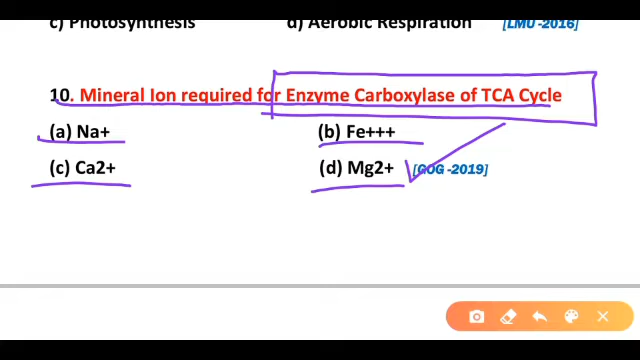 c) Photosynthesis d) Aerobic Respiration [LMU -2016]
10. Mineral Ion required for Enzyme Carboxylase of TCA Cycle
(a) Na+ (b) Fe+++
(c) Ca2+ (d) Mg2+ [GOG -2019]